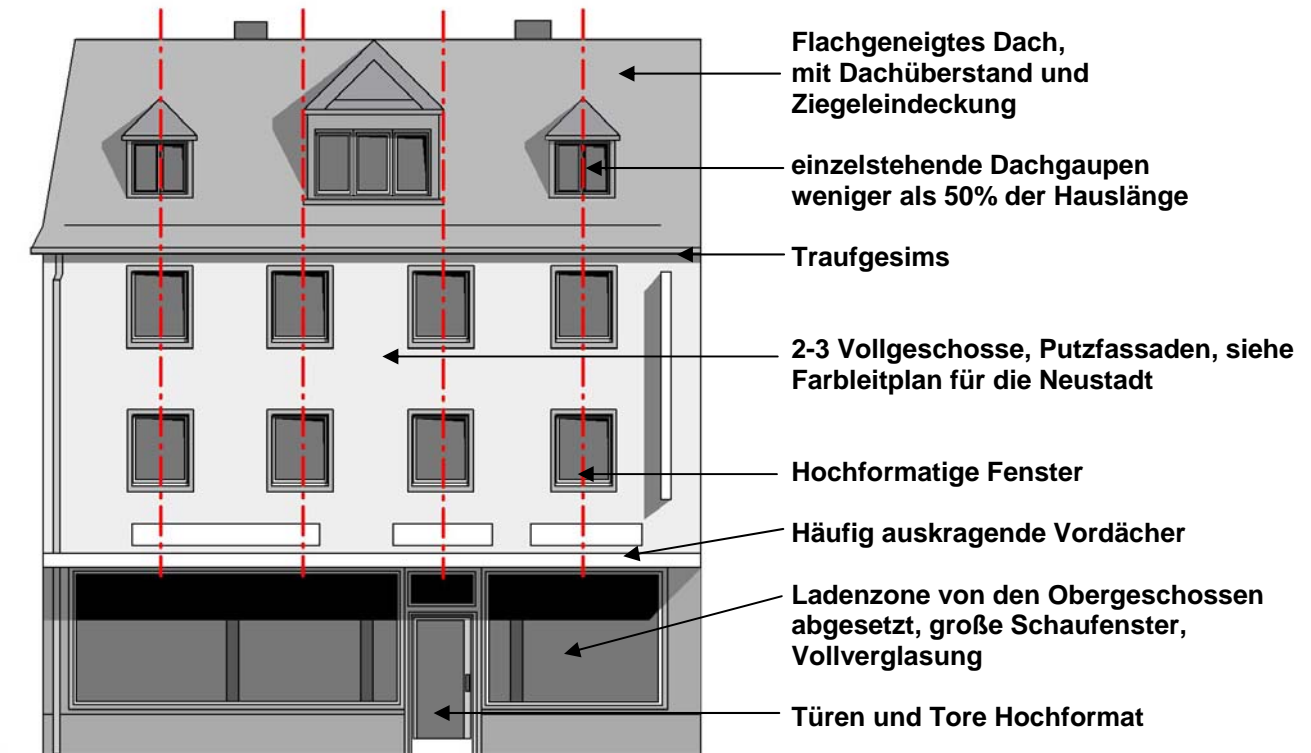 Flachgeneigtes Dach,
mit Dachüberstand und
Ziegeleindeckung
einzelstehende Dachgaupen
weniger als 50% der Hauslänge
Traufgesims
2-3 Vollgeschosse, Putzfassaden, siehe
Farbleitplan für die Neustadt
Hochformatige Fenster
Häufig auskragende Vordächer
Ladenzone von den Obergeschossen
abgesetzt, große Schaufenster,
Vollverglasung
Türen und Tore Hochformat